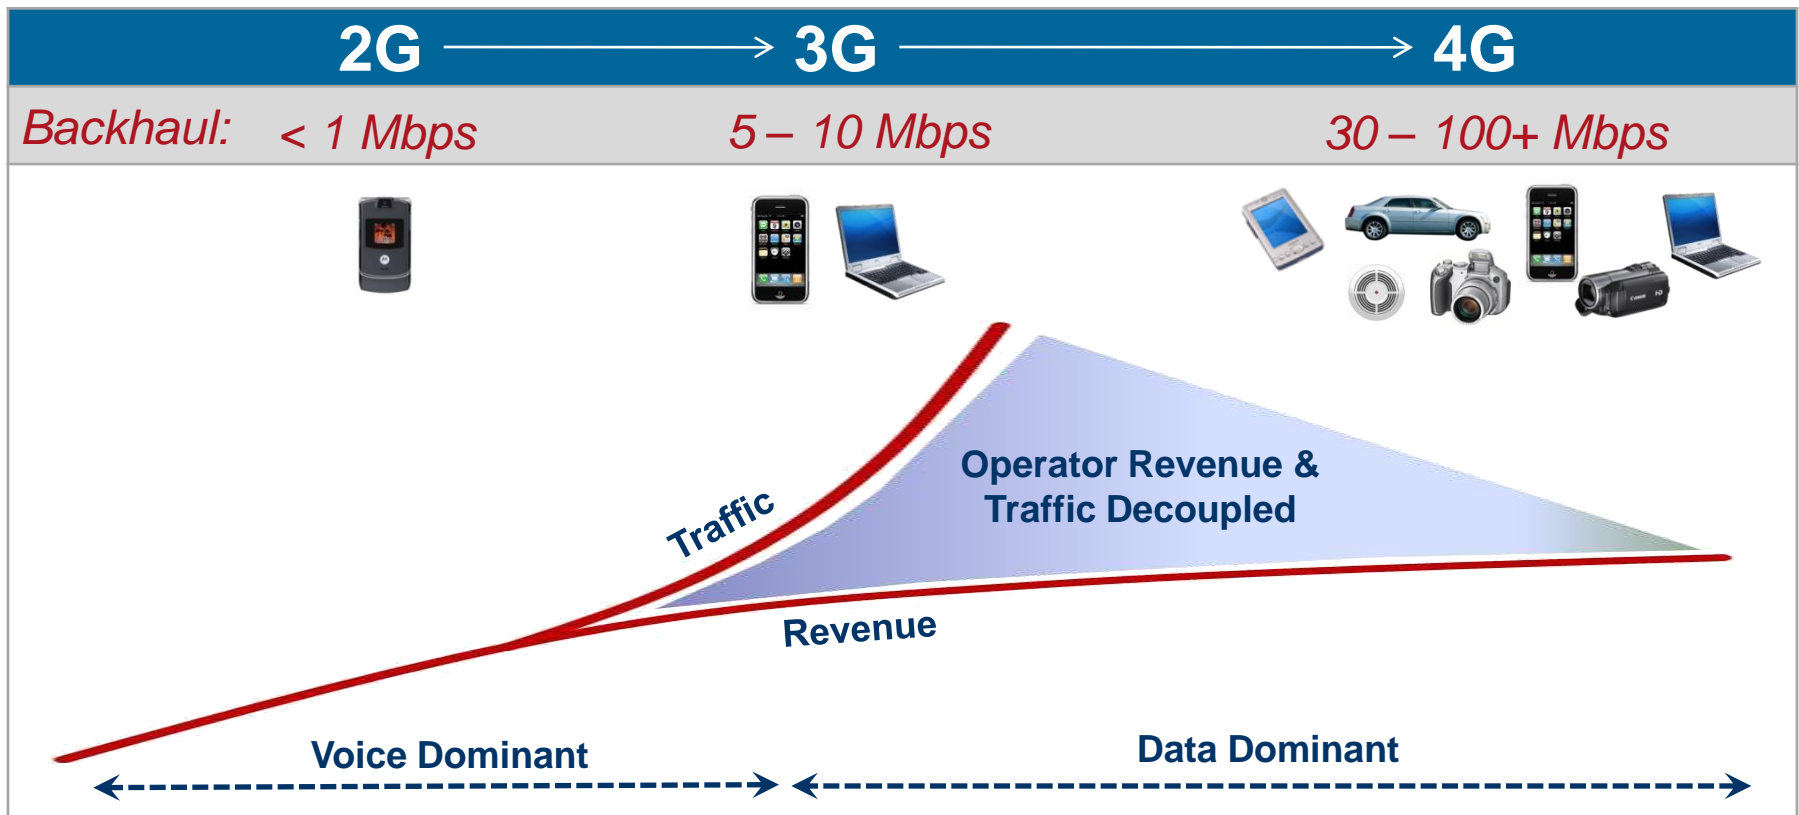 2G 3G 4G
Backhaul: < 1 Mbps 5 – 10 Mbps 30 – 100+ Mbps
Operator Revenue &
Traffic Decoupled
Traffic
Revenue
Voice Dominant
Data Dominant